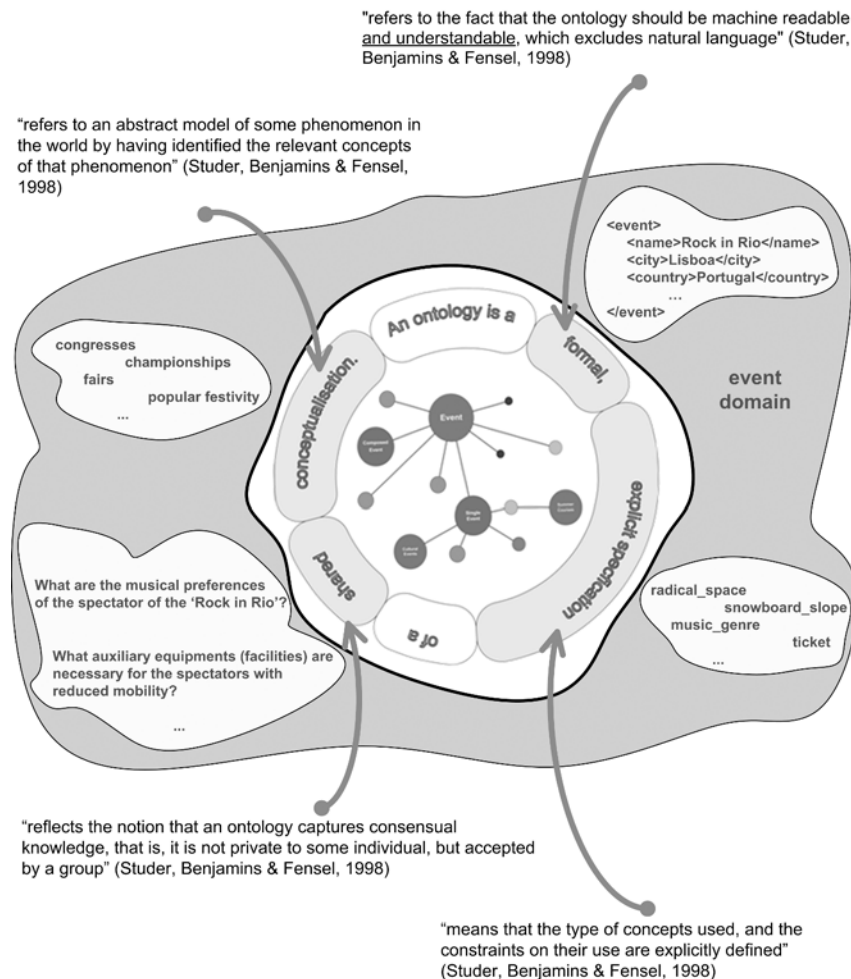 "refers to the fact that the ontology should be machine readable
and understandable, which excludes natural language" (Studer,
Benjamins & Fensel, 1998)
“refers to an abstract model of some phenomenon in
the world by having identified the relevant concepts
of that phenomenon” (Studer, Benjamins & Fensel,
1998)
<event>
<name>Rock in Rio</name>
<city>Lisboa</city>
<country>Portugal</country>
...
</event>
congresses
championships
fairs
popular festivity
...
event
domain
An ontology is a
formal,
explicit specification
of a
shared
conceptualisation.
Event
Composed
Event
Single
Event
Cultural
Events
What are the musical preferences
of the spectator of the ‘Rock in Rio’?
What auxiliary equipments (facilities) are
necessary for the spectators with
reduced mobility?
...
radical_space
snowboard_slope
music_genre
ticket
...
“reflects the notion that an ontology captures consensual
knowledge, that is, it is not private to some individual, but accepted
by a group” (Studer, Benjamins & Fensel, 1998)
“means that the type of concepts used, and the
constraints on their use are explicitly defined”
(Studer, Benjamins & Fensel, 1998)